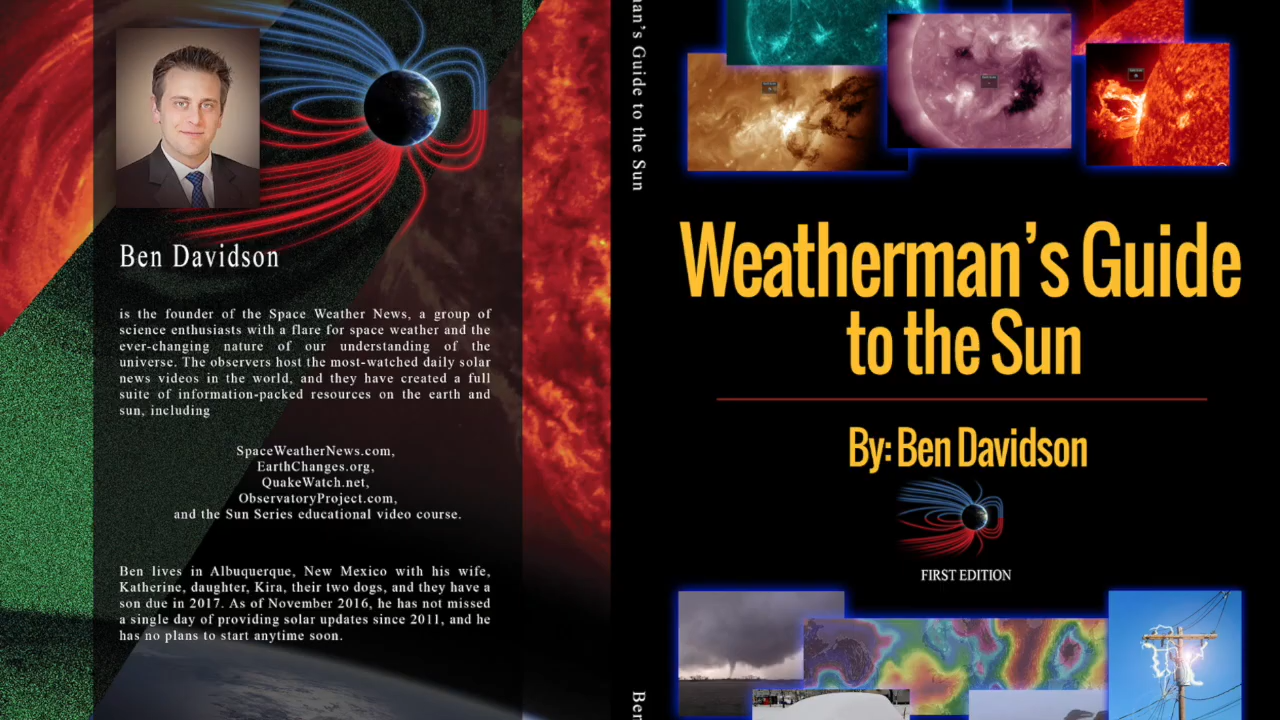 Ben Davidson
is the founder of the Space Weather News, a group of
science enthusiasts with a flare for space weather and the
ever-changing nature of our understanding of the
universe. The observers host the most-watched daily solar
news videos in the world, and they have created a full
suite of information-packed resources on the earth and
sun, including
SpaceWeatherNews.com,
EarthChanges.org,
QuakeWatch.net,
ObservatoryProject.com,
and the Sun Series educational video course.
Ben lives in Albuquerque, New Mexico with his wife,
Katherine, daughter, Kira, their two dogs, and they have a
son due in 2017. As of November 2016, he has not missed
a single day of providing solar updates since 2011, and he
has no plans to start anytime soon.
an's Guide to the Sun
Be
Weatherman's Guide
to the Sun
By: Ben Davidson
FIRST EDITION